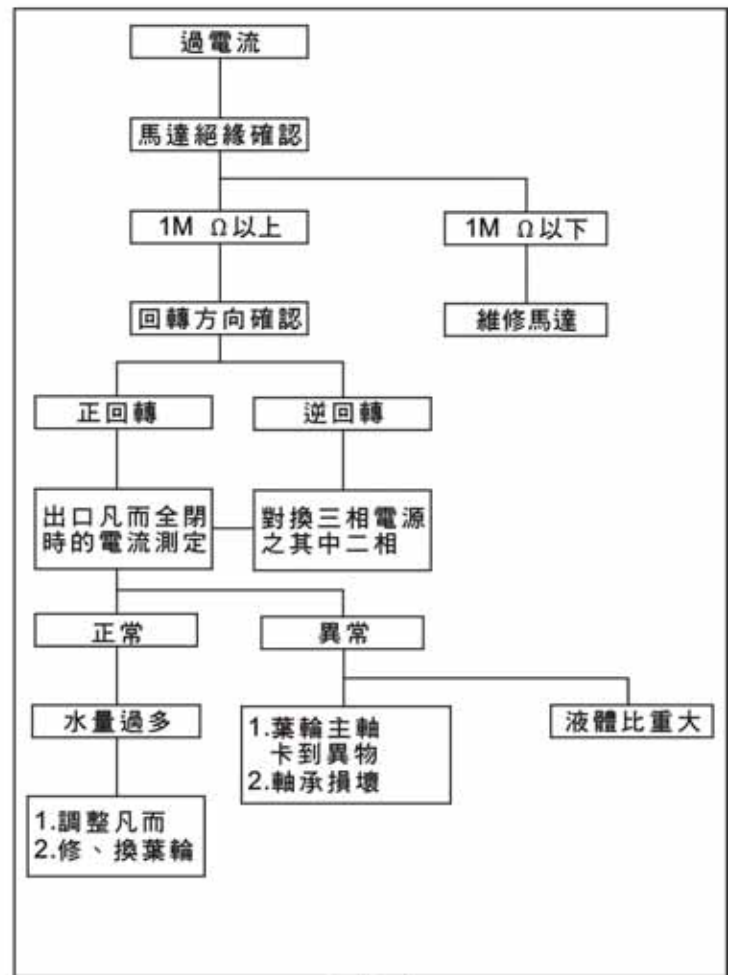 過電流
馬達絕緣確認
1M Ω以上
1M Ω以下
回轉方向確認
維修馬達
正回轉
逆回轉
出口凡而全閉
時的電流測定
對換三相電源
之其中二相
正常
異常
水量過多
1.葉輪主軸
卡到異物
2.軸承損壞
液體比重大
1.調整凡而
2.修、換葉輪